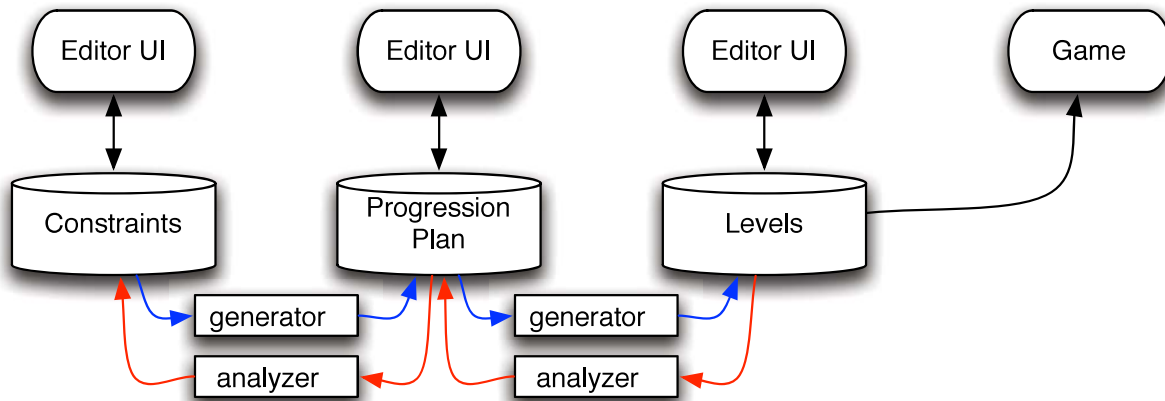 Editor UI
Editor UI
Editor UI
Game
Constraints
Progression
Plan
Levels
generator
generator
analyzer
analyzer